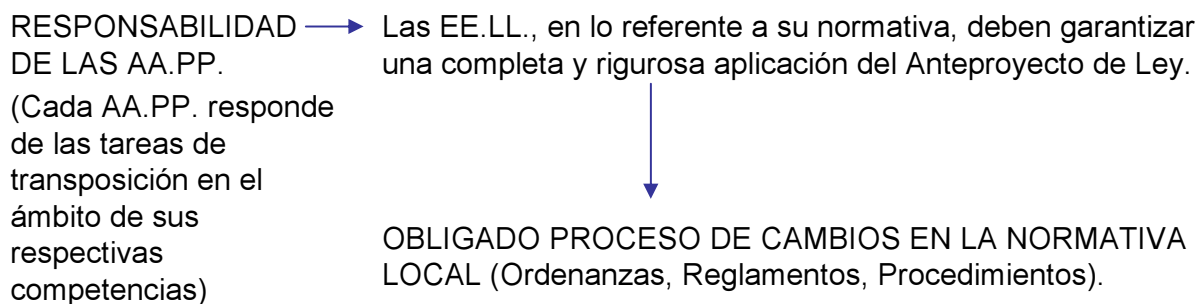 RESPONSABILIDAD
DE LAS AA.PP.
(Cada AA.PP. responde
de las tareas de
transposición en el
ámbito de sus
respectivas
competencias)
Las EE.LL., en lo referente a su normativa, deben garantizar
una completa y rigurosa aplicación del Anteproyecto de Ley.
OBLIGADO PROCESO DE CAMBIOS EN LA NORMATIVA
LOCAL (Ordenanzas, Reglamentos, Procedimientos).